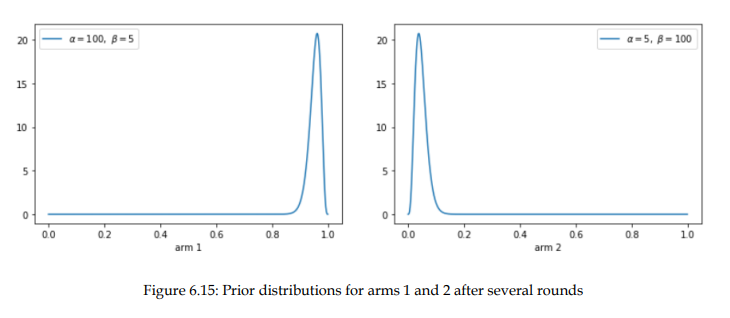 α = 100, β = 5
20
15
10
5
0
0.0 0.2 0.4 0.6 0.8 1.0
arm 1
α = 5, β = 100
20
15
10
5
0
0.0 0.2 0.4 0.6 0.8 1.0
arm 2
Figure 6.15: Prior distributions for arms 1 and 2 after several rounds